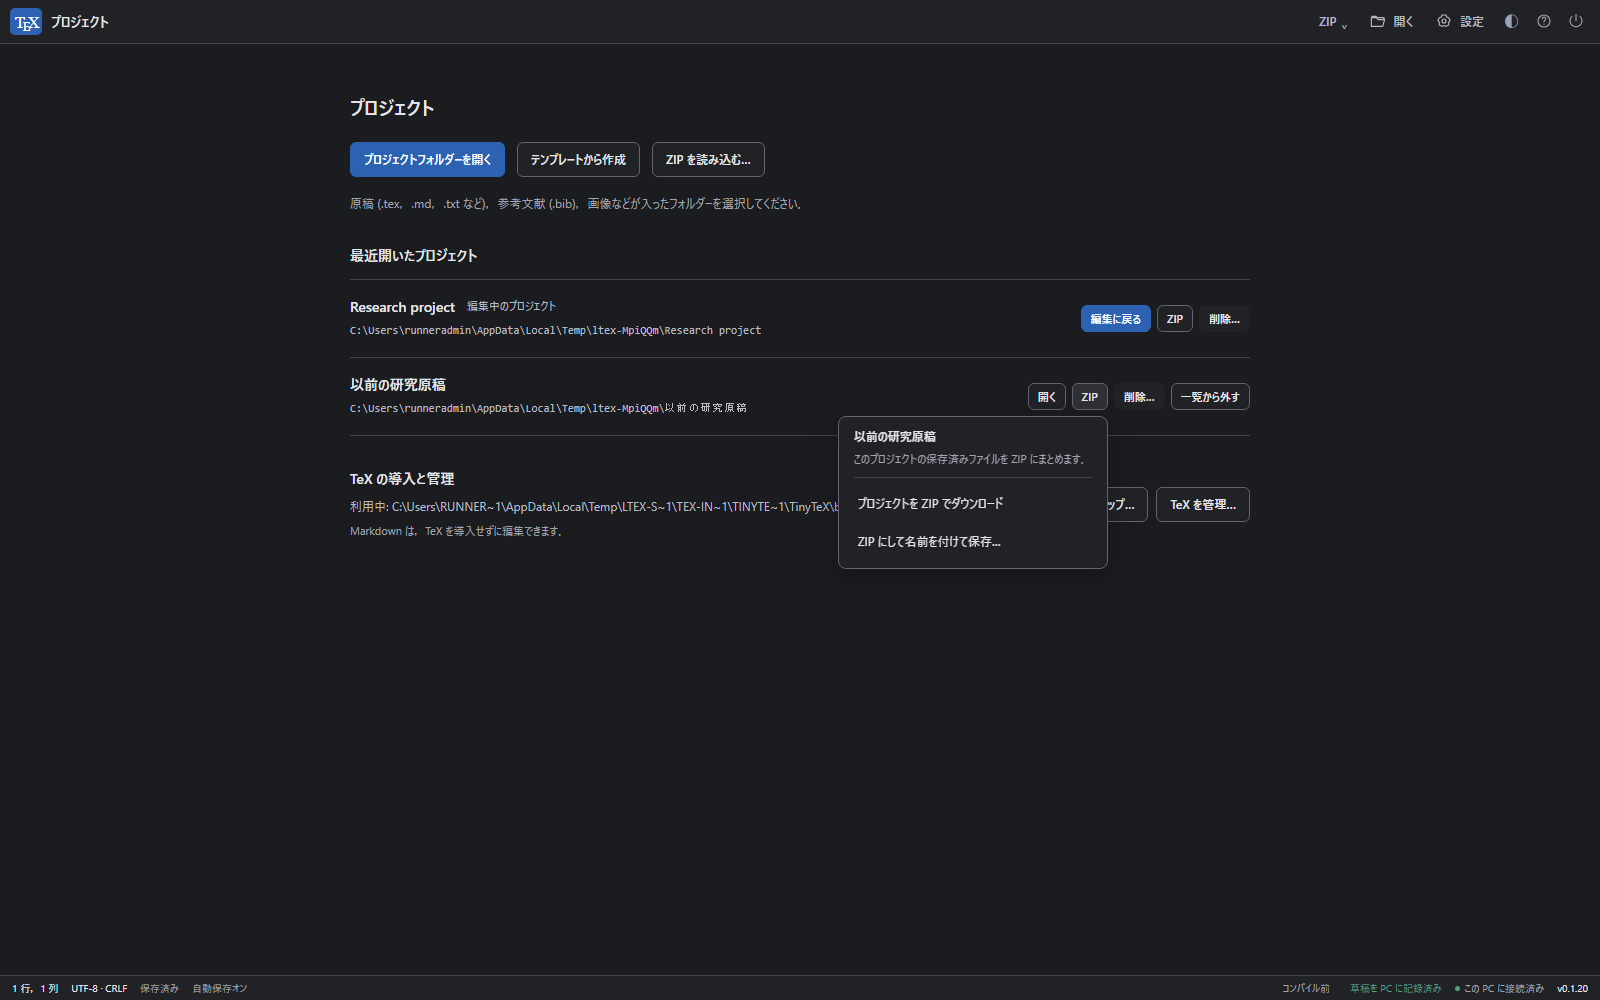 TEX プロジェクト ZIP 開く 設定
プロジェクト
プロジェクトフォルダーを開く テンプレートから作成 ZIP を読み込む...
原稿 (.tex, .md, .txt など)，参考文献 (.bib)，画像などが入ったフォルダーを選択してください。
最近開いたプロジェクト
Research project 編集中のプロジェクト
C:\Users\runneradmin\AppData\Local\Temp\ltex-MpiQQm\Research project
編集に戻る ZIP 削除...
以前の研究原稿
C:\Users\runneradmin\AppData\Local\Temp\ltex-MpiQQm\以前の研究原稿
開く ZIP 削除... 一覧から外す
以前の研究原稿
このプロジェクトの保存済みファイルを ZIP にまとめます。
プロジェクトを ZIP でダウンロード
ZIP にして名前を付けて保存...
TeX の導入と管理
利用中: C:\Users\RUNNER~1\AppData\Local\Temp\LTEX-S~1\TEX-IN~1\TINYTE~1\TinyTeX\
ップ... TeX を管理...
Markdown は，TeX を導入せずに編集できます。
1 行，1 列 UTF-8 · CRLF 保存済み 自動保存オン コンパイル前 草稿を PC に記録済み この PC に接続済み v0.1.20